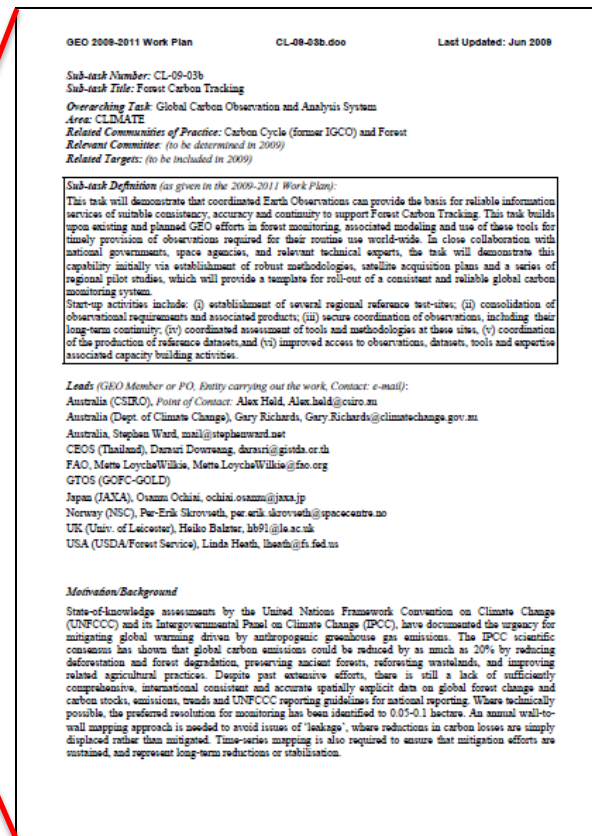 GEO 2009-2011 Work Plan CL-09-03b.doc Last Updated: Jun 2009
Sub-task Number: CL-09-03b
Sub-task Title: Forest Carbon Tracking
Overarching Task: Global Carbon Observation and Analysis System
Area: CLIMATE
Related Communities of Practice: Carbon Cycle (former IGCO) and Forest
Relevant Committee: (to be determined in 2009)
Related Targets: (to be included in 2009)
Sub-task Definition (as given in the 2009-2011 Work Plan):
This task will demonstrate that coordinated Earth Observations can provide the basis for reliable information
services of suitable consistency, accuracy and continuity to support Forest Carbon Tracking. This task builds
upon existing and planned GEO efforts in forest monitoring, associated modeling and use of these tools for
timely provision of observations required for their routine use world-wide. In close collaboration with
national governments, space agencies, and relevant technical experts, the task will demonstrate this
capability initially via establishment of robust methodologies, satellite acquisition plans and a series of
regional pilot studies, which will provide a template for roll-out of a consistent and reliable global carbon
monitoring system.
Start-up activities include: (i) establishment of several regional reference test-sites; (ii) consolidation of
observational requirements and associated products; (iii) secure coordination of observations, including their
long-term continuity; (iv) coordinated assessment of tools and methodologies at these sites, (v) coordination
of the production of reference datasets,and (vi) improved access to observations, datasets, tools and expertise
associated capacity building activities.
Leads (GEO Member or PO, Entity carrying out the work, Contact: e-mail):
Australia (CSIRO), Point of Contact: Alex Held, Alex.held@csiro.au
Australia (Dept. of Climate Change), Gary Richards, Gary.Richards@climatechange.gov.au
Australia, Stephen Ward, mail@stephenward.net
CEOS (Thailand), Darasri Dowreang, darasri@gistda.or.th
FAO, Mette LoycheWilkie, Mette.LoycheWilkie@fao.org
GTOS (GOFC-GOLD)
Japan (JAXA), Osamu Ochiai, ochiai.osamu@jaxa.jp
Norway (NSC), Per-Erik Skrovseth, per.erik.skrovseth@spacecentre.no
UK (Univ. of Leicester), Heiko Balzter, hb91@le.ac.uk
USA (USDA/Forest Service), Linda Heath, lheath@fs.fed.us
Motivation/Background
State-of-knowledge assessments by the United Nations Framework Convention on Climate Change
(UNFCCC) and its Intergovernmental Panel on Climate Change (IPCC), have documented the urgency for
mitigating global warming driven by anthropogenic greenhouse gas emissions. The IPCC scientific
consensus has shown that global carbon emissions could be reduced by as much as 20% by reducing
deforestation and forest degradation, preserving ancient forests, reforesting wastelands, and improving
related agricultural practices. Despite past extensive efforts, there is still a lack of sufficiently
comprehensive, international consistent and accurate spatially explicit data on global forest change and
carbon stocks, emissions, trends and UNFCCC reporting guidelines for national reporting. Where technically
possible, the preferred resolution for monitoring has been identified to 0.05-0.1 hectare. An annual wall-to-
wall mapping approach is needed to avoid issues of 'leakage', where reductions in carbon losses are simply
displaced rather than mitigated. Time-series mapping is also required to ensure that mitigation efforts are
sustained, and represent long-term reductions or stabilisation.